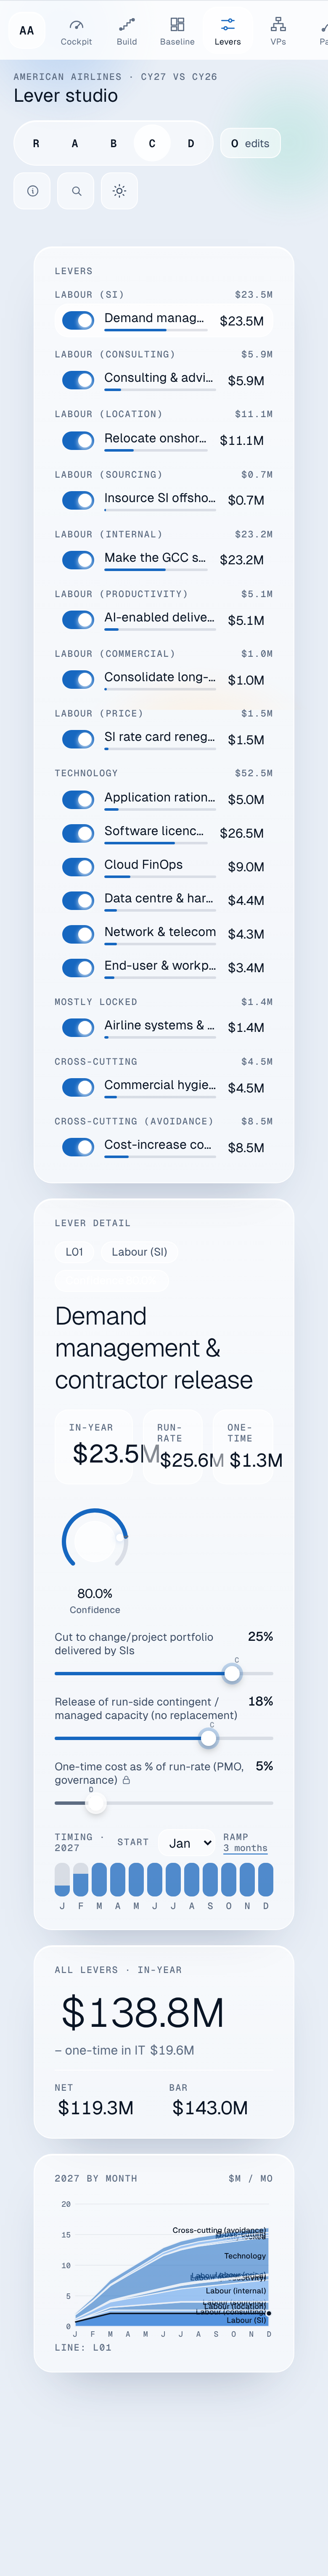 AA
Cockpit
Build
Baseline
Levers
VPs
Pa
AMERICAN AIRLINES · CY27 VS CY26
Lever studio
R A B C D
0 edits
LEVERS
LABOUR (SI) $23.5M
Demand manag… $23.5M
LABOUR (CONSULTING) $5.9M
Consulting & advi… $5.9M
LABOUR (LOCATION) $11.1M
Relocate onshor… $11.1M
LABOUR (SOURCING) $0.7M
Insource SI offsho… $0.7M
LABOUR (INTERNAL) $23.2M
Make the GCC s… $23.2M
LABOUR (PRODUCTIVITY) $5.1M
AI-enabled delive… $5.1M
LABOUR (COMMERCIAL) $1.0M
Consolidate long-… $1.0M
LABOUR (PRICE) $1.5M
SI rate card reneg… $1.5M
TECHNOLOGY $52.5M
Application ration… $5.0M
Software licenc… $26.5M
Cloud FinOps $9.0M
Data centre & har… $4.4M
Network & telecom $4.3M
End-user & workp… $3.4M
MOSTLY LOCKED $1.4M
Airline systems & … $1.4M
CROSS-CUTTING $4.5M
Commercial hygie… $4.5M
CROSS-CUTTING (AVOIDANCE) $8.5M
Cost-increase co… $8.5M
LEVER DETAIL
L01
Labour (SI)
Demand
management &
contractor release
IN-YEAR
$23.5M
RUN-
RATE
$25.6M
ONE-
TIME
$1.3M
80.0%
Confidence
Cut to change/project portfolio 25%
delivered by SIs
C
Release of run-side contingent / 18%
managed capacity (no replacement)
C
One-time cost as % of run-rate (PMO, 5%
governance)
D
TIMING ·
2027
START
Jan
RAMP
3 months
J F M A M J J A S O N D
ALL LEVERS · IN-YEAR
$138.8M
– one-time in IT $19.6M
NET
$119.3M
BAR
$143.0M
2027 BY MONTH $M / MO
20
15
10
5
0
Cross-cutting (avoidance)
Technology
Labour (internal)
Labour (location)
Labour (consulting)
Labour (SI)
J F M A M J J A S O N D
LINE: L01